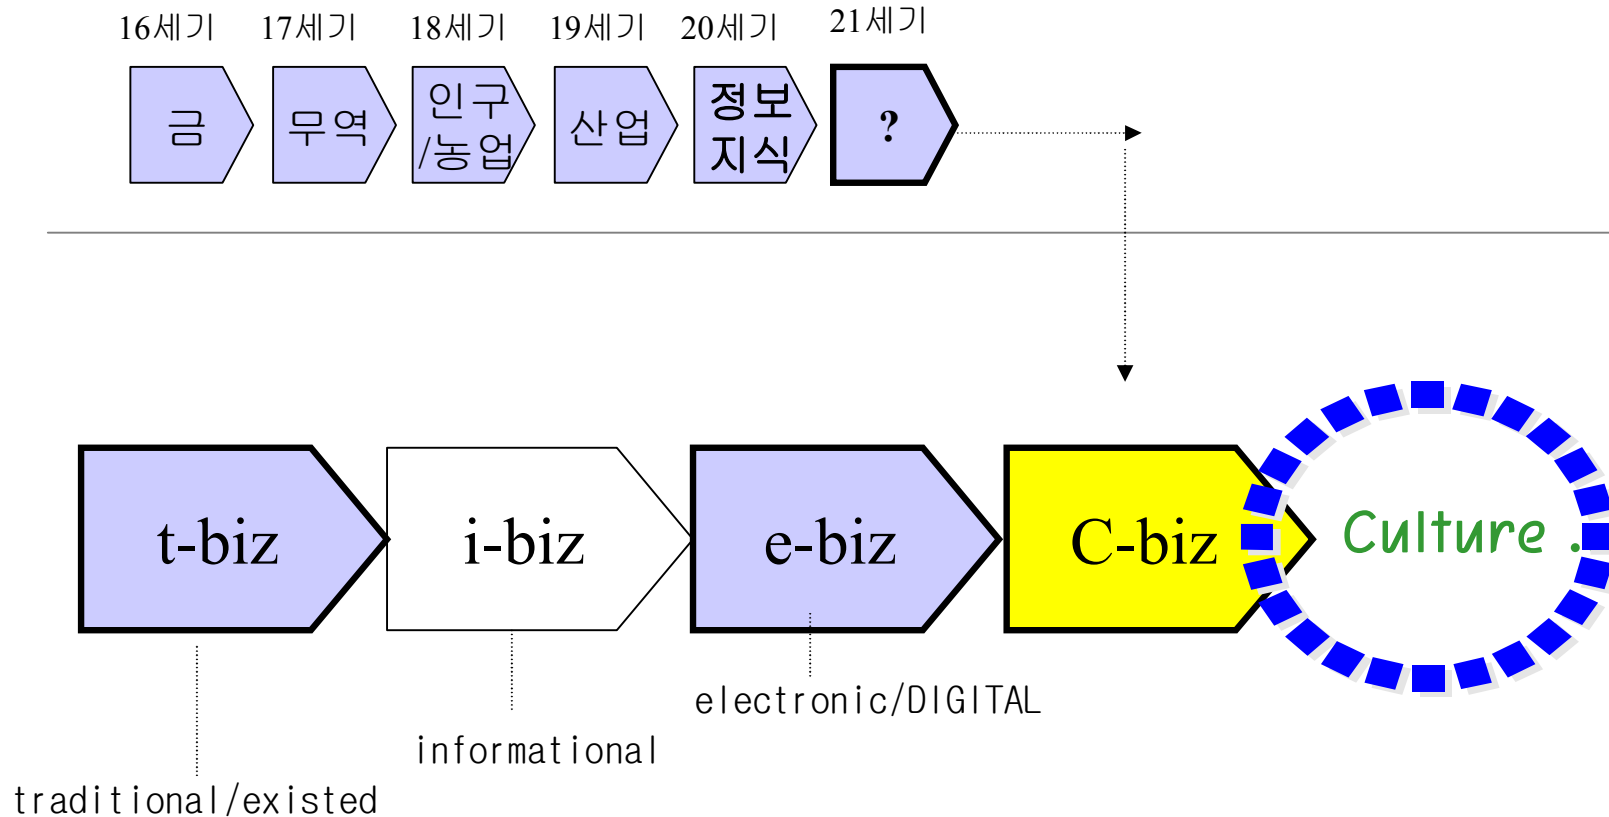 16세기 17세기 18세기 19세기 20세기 21세기
금
무역
인구
/농업
산업
정보
지식
?
t-biz
i-biz
e-biz
C-biz
Culture .
electronic/DIGITAL
informational
traditional/existed